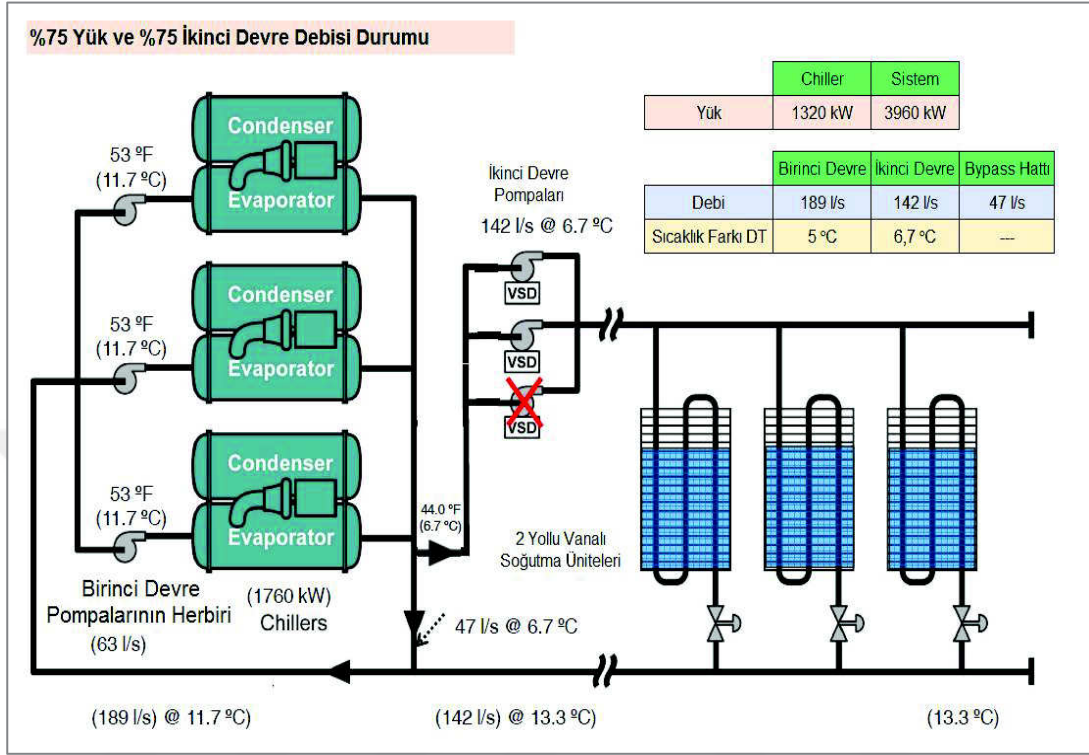 %75 Yük ve %75 İkinci Devre Debisi Durumu
Chiller Sistem
Yük 1320 kW 3960 kW
Birinci Devre İkinci Devre Bypass Hattı
Debi 189 l/s 142 l/s 47 l/s
Sıcaklık Farkı DT 5 ºC 6,7 ºC ---
Condenser
Evaporator
53 ºF
(11.7 ºC)
Condenser
Evaporator
53 ºF
(11.7 ºC)
Condenser
Evaporator
53 ºF
(11.7 ºC)
İkinci Devre
Pompaları
142 l/s @ 6.7 ºC
VSD
VSD
VSD
44.0 ºF
(6.7 ºC)
2 Yollu Vanalı
Soğutma Üniteleri
Birinci Devre
Pompalarının Herbiri
(63 l/s)
(1760 kW)
Chillers
47 l/s @ 6.7 ºC
(189 l/s) @ 11.7 ºC)
(142 l/s) @ 13.3 ºC)
(13.3 ºC)